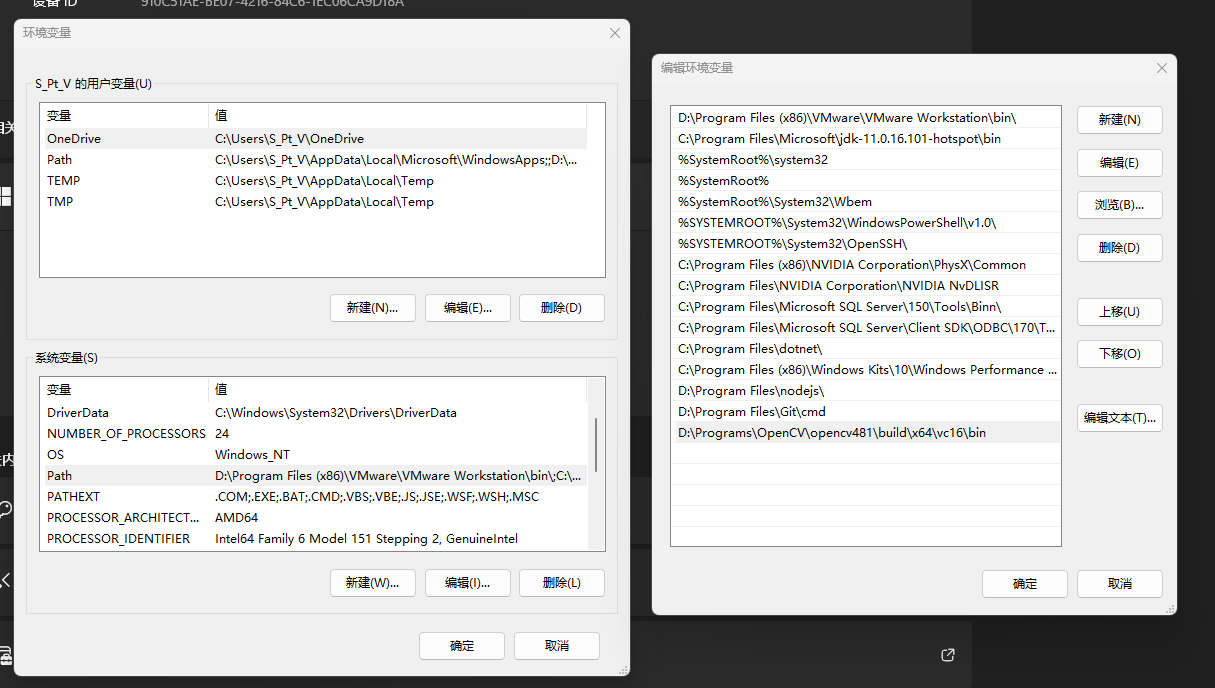 设备 ID 910C51AE-BE07-4216-84C6-1EC06CA9D18A
环境变量
S_Pt_V 的用户变量(U)
变量 值
OneDrive C:\Users\S_Pt_V\OneDrive
Path C:\Users\S_Pt_V\AppData\Local\Microsoft\WindowsApps;;D:\...
TEMP C:\Users\S_Pt_V\AppData\Local\Temp
TMP C:\Users\S_Pt_V\AppData\Local\Temp
新建(N)... 编辑(E)... 删除(D)
系统变量(S)
变量 值
DriverData C:\Windows\System32\Drivers\DriverData
NUMBER_OF_PROCESSORS 24
OS Windows_NT
Path D:\Program Files (x86)\VMware\VMware Workstation\bin\;C:\...
PATHEXT .COM;.EXE;.BAT;.CMD;.VBS;.VBE;.JS;.JSE;.WSF;.WSH;.MSC
PROCESSOR_ARCHITECT... AMD64
PROCESSOR_IDENTIFIER Intel64 Family 6 Model 151 Stepping 2, GenuineIntel
新建(W)... 编辑(I)... 删除(L)
确定 取消
编辑环境变量
D:\Program Files (x86)\VMware\VMware Workstation\bin\
C:\Program Files\Microsoft\jdk-11.0.16.101-hotspot\bin
%SystemRoot%\system32
%SystemRoot%
%SystemRoot%\System32\Wbem
%SYSTEMROOT%\System32\WindowsPowerShell\v1.0\
%SYSTEMROOT%\System32\OpenSSH\
C:\Program Files (x86)\NVIDIA Corporation\PhysX\Common
C:\Program Files\NVIDIA Corporation\NVIDIA NvDLISR
C:\Program Files\Microsoft SQL Server\150\Tools\Binn\
C:\Program Files\Microsoft SQL Server\Client SDK\ODBC\170\T...
C:\Program Files\dotnet\
C:\Program Files (x86)\Windows Kits\10\Windows Performance ...
D:\Program Files\nodejs\
D:\Program Files\Git\cmd
D:\Programs\OpenCV\opencv481\build\x64\vc16\bin
新建(N)
编辑(E)
浏览(B)...
删除(D)
上移(U)
下移(O)
编辑文本(T)...
确定 取消